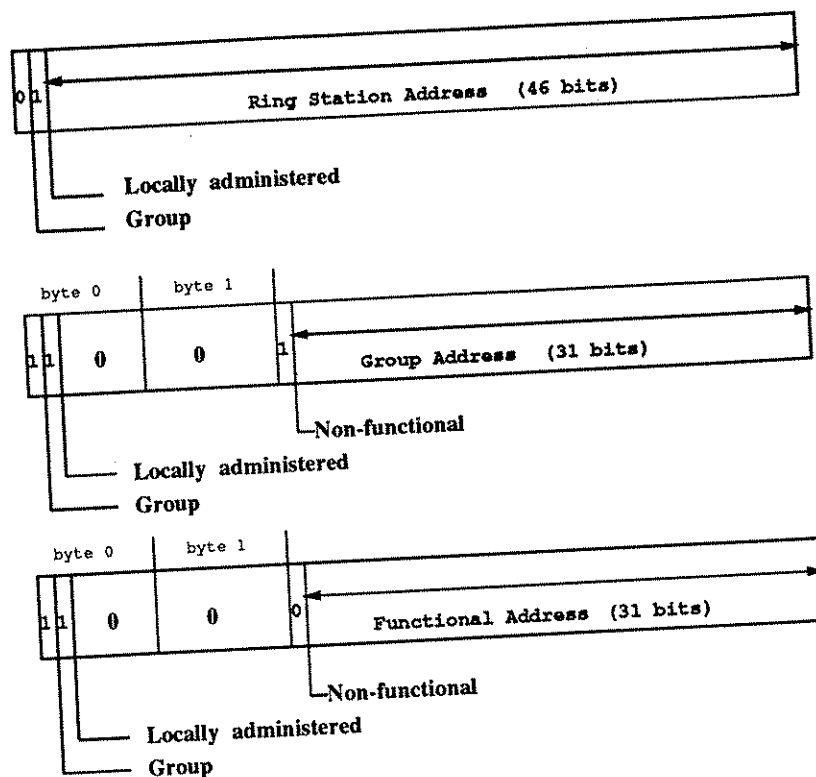 0 1 Ring Station Address (46 bits)
Locally administered
Group
byte 0 byte 1
1 1 0 0 1 Group Address (31 bits)
Non-functional
Locally administered
Group
byte 0 byte 1
1 1 0 0 0 Functional Address (31 bits)
Non-functional
Locally administered
Group